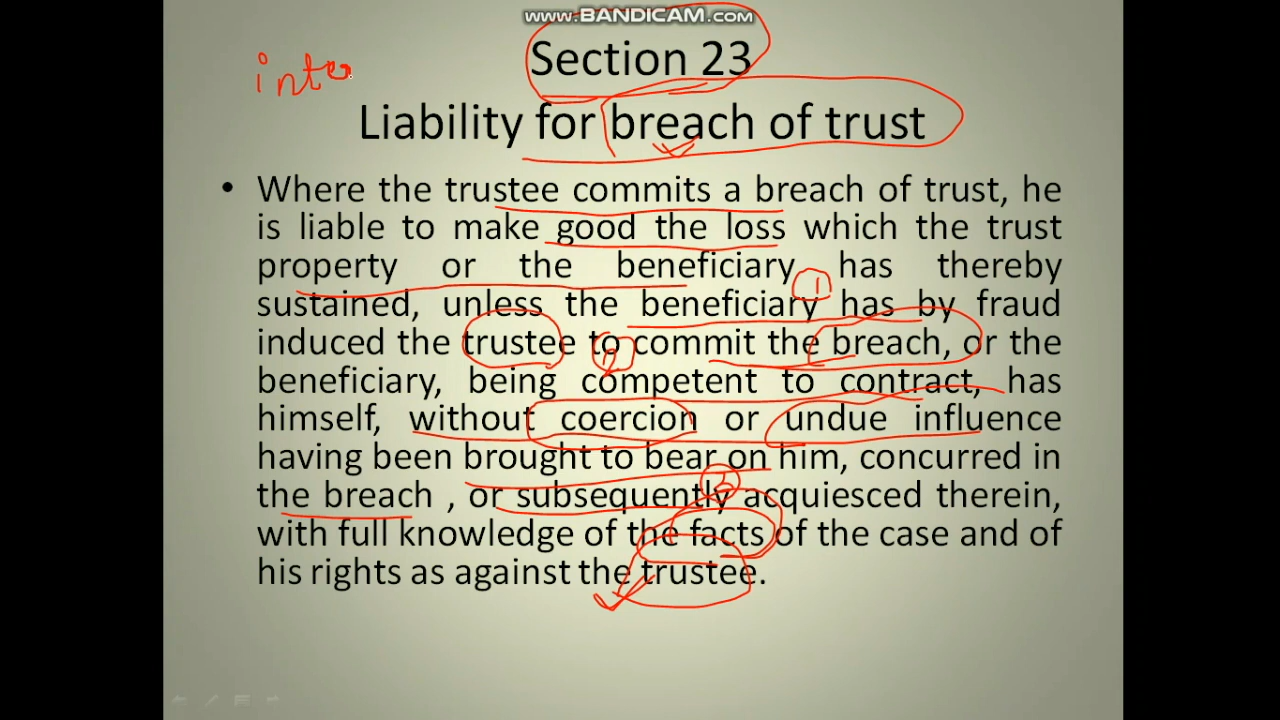 www.BANDICAM.com
Section 23
inte
Liability for breach of trust
• Where the trustee commits a breach of trust, he
is liable to make good the loss which the trust
property or the beneficiary has thereby
1
sustained, unless the beneficiary has by fraud
induced the trustee to commit the breach, or the
2
beneficiary, being competent to contract, has
himself, without coercion or undue influence
having been brought to bear on him, concurred in
3
the breach , or subsequently acquiesced therein,
with full knowledge of the facts of the case and of
his rights as against the trustee.